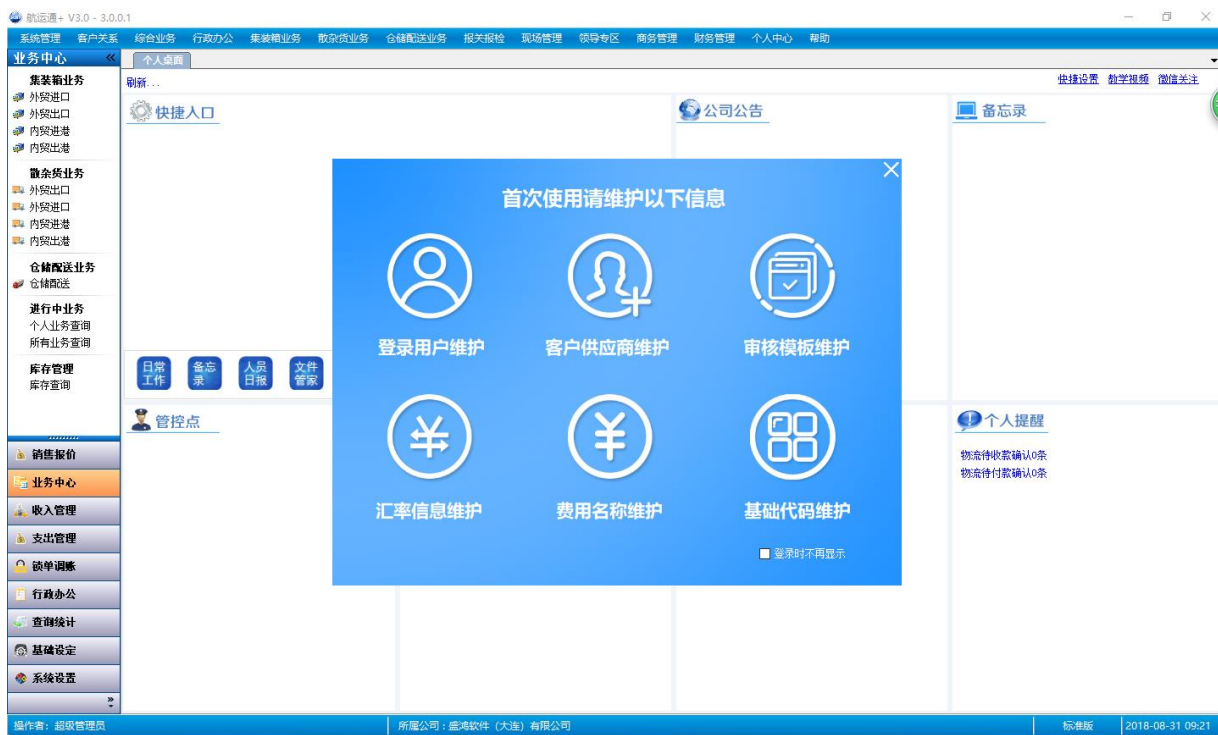 航运通+ V3.0 - 3.0.0.1
系统管理 客户关系 综合业务 行政办公 集装箱业务 散杂货业务 仓储配送业务 报关报检 现场管理 领导专区 商务管理 财务管理 个人中心 帮助
业务中心
个人桌面
刷新...
快捷设置 教学视频 微信关注
集装箱业务
外贸进口
外贸出口
内贸进港
内贸出港
散杂货业务
外贸出口
外贸进口
内贸进港
内贸出港
仓储配送业务
仓储配送
进行中业务
个人业务查询
所有业务查询
库存管理
库存查询
销售报价
业务中心
收入管理
支出管理
锁单调账
行政办公
查询统计
基础设定
系统设置
快捷入口
公司公告
备忘录
日常工作
备忘录
人员日报
文件管家
管控点
个人提醒
物流待收款确认0条
物流待付款确认0条
首次使用请维护以下信息
登录用户维护 客户供应商维护 审核模板维护
汇率信息维护 费用名称维护 基础代码维护
登录时不再显示
操作者：超级管理员
所属公司：盛鸿软件（大连）有限公司
标准版
2018-08-31 09:21